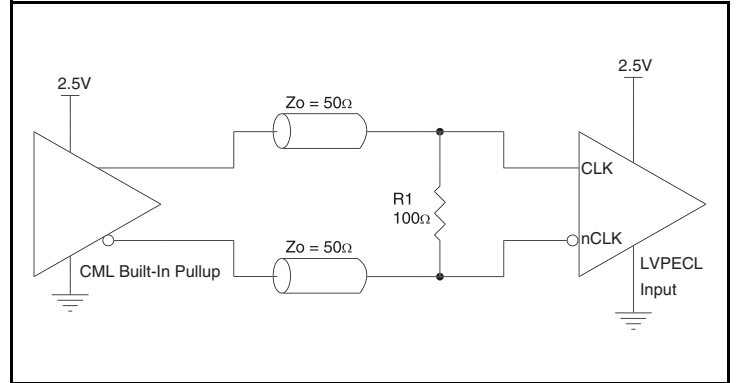 2.5V
2.5V
Zo = 50Ω
CLK
R1
100Ω
Zo = 50Ω
nCLK
CML Built-In Pullup
LVPECL
Input